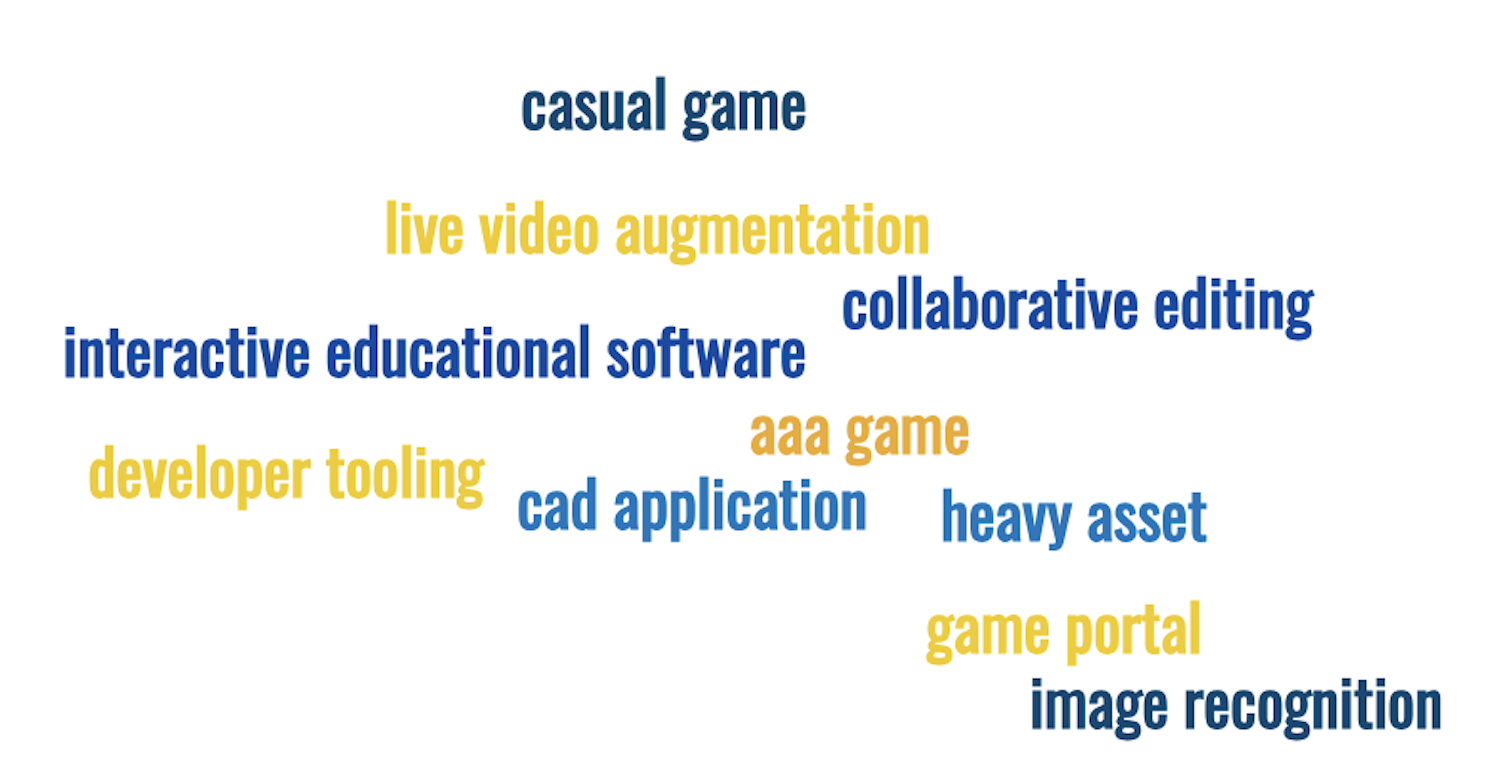 casual game
live video augmentation
collaborative editing
interactive educational software
aaa game
developer tooling
cad application
heavy asset
game portal
image recognition